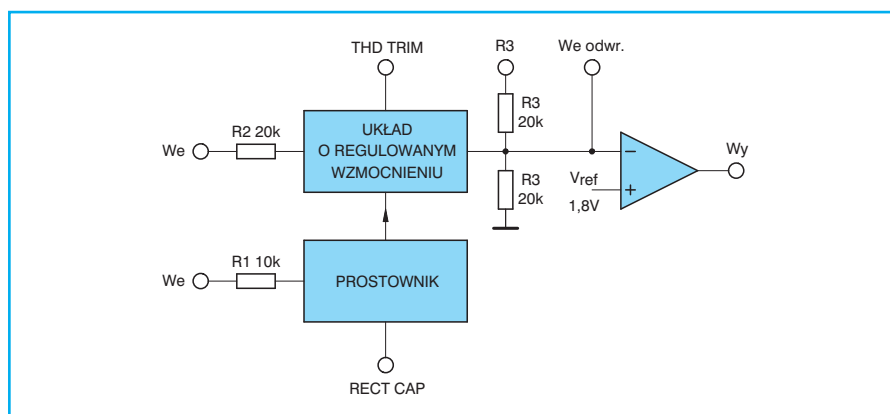 THD TRIM
R3
We odwr.
We
R2 20k
UKŁAD
O REGULOWANYM
WZMOCNIENIU
R3
20k
R3
20k
−
+
Vref
1,8V
Wy
We
R1 10k
PROSTOWNIK
RECT CAP